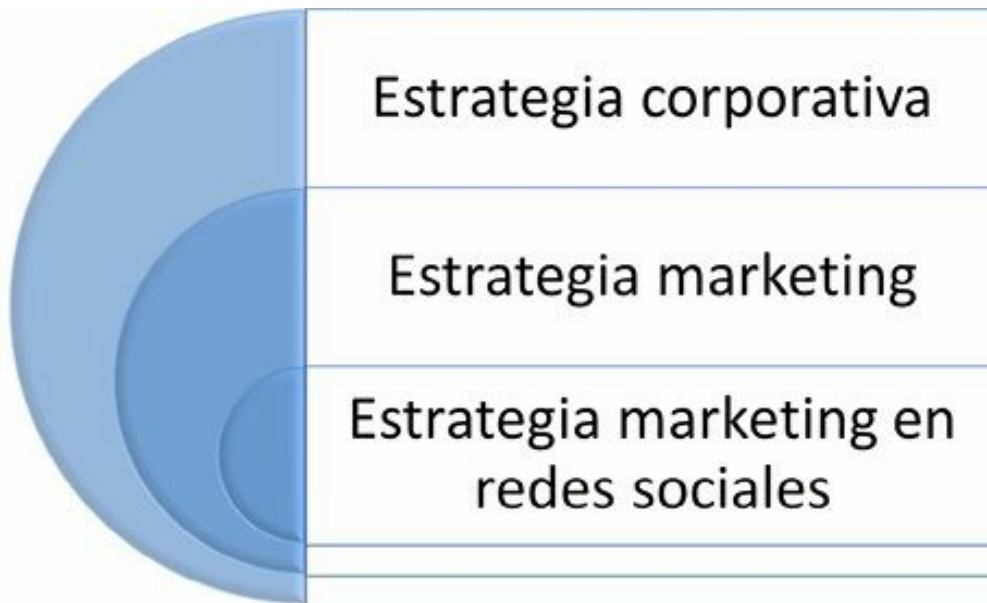 Estrategia corporativa
Estrategia marketing
Estrategia marketing en
redes sociales